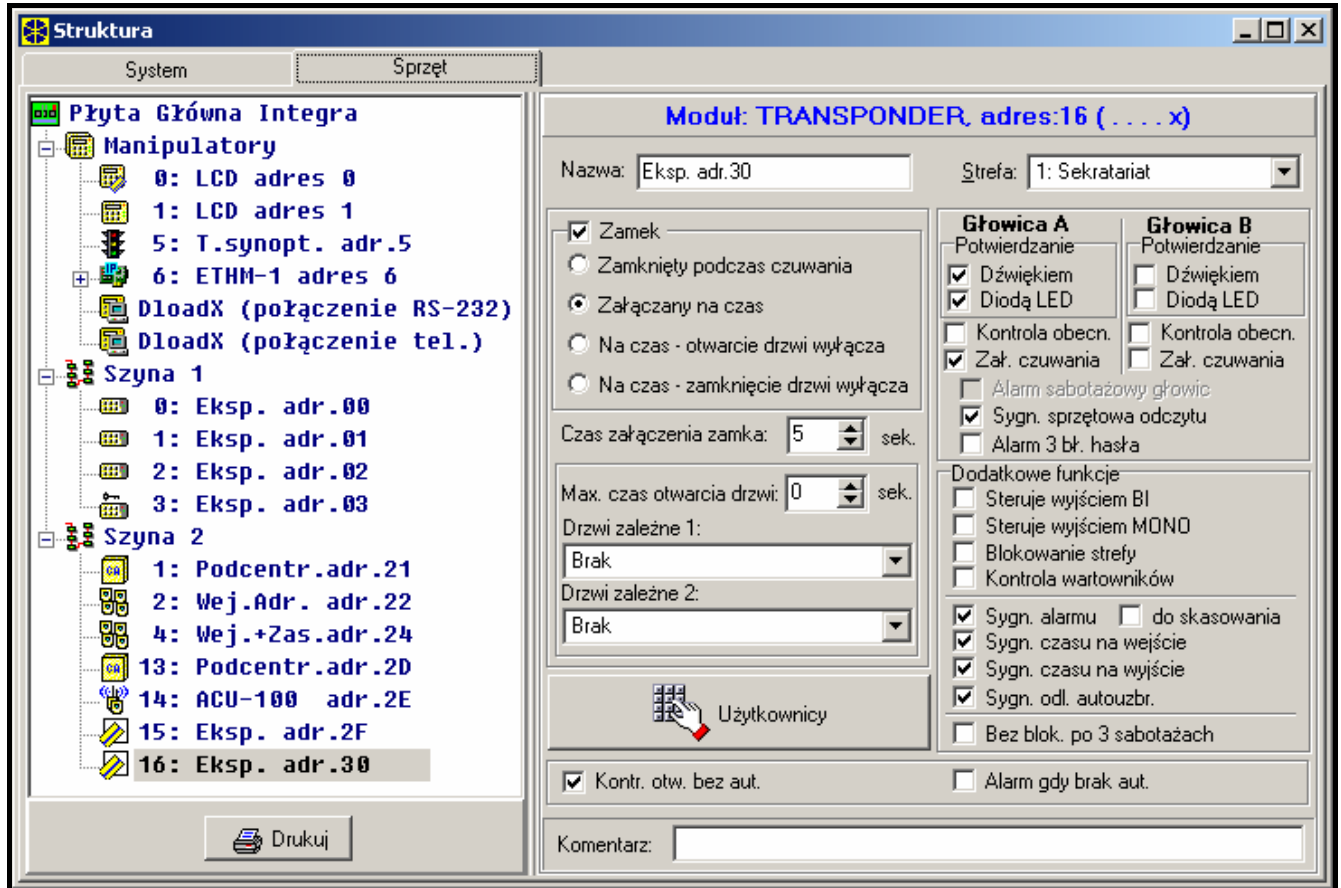 Struktura
System
Sprzęt
Płyta Główna Integra
Manipulatory
0: LCD adres 0
1: LCD adres 1
5: T.synopt. adr.5
6: ETHM-1 adres 6
DloadX (połączenie RS-232)
DloadX (połączenie tel.)
Szyna 1
0: Eksp. adr.00
1: Eksp. adr.01
2: Eksp. adr.02
3: Eksp. adr.03
Szyna 2
1: Podcentr.adr.21
2: Wej.Adr. adr.22
4: Wej.+Zas.adr.24
13: Podcentr.adr.2D
14: ACU-100 adr.2E
15: Eksp. adr.2F
16: Eksp. adr.30
Drukuj
Moduł: TRANSPONDER, adres:16 ( . . . . x)
Nazwa: Eksp. adr.30
Strefa: 1: Sekratariat
Zamek
Zamknięty podczas czuwania
Załączany na czas
Na czas - otwarcie drzwi wyłącza
Na czas - zamknięcie drzwi wyłącza
Czas załączenia zamka: 5 sek.
Max. czas otwarcia drzwi: 0 sek.
Drzwi zależne 1:
Brak
Drzwi zależne 2:
Brak
Użytkownicy
Głowica A Głowica B
Potwierdzanie Potwierdzanie
Dźwiękiem Dźwiękiem
Diodą LED Diodą LED
Kontrola obecn. Kontrola obecn.
Zał. czuwania Zał. czuwania
Alarm sabotażowy głowic
Sygn. sprzętowa odczytu
Alarm 3 bł. hasła
Dodatkowe funkcje
Steruje wyjściem BI
Steruje wyjściem MONO
Blokowanie strefy
Kontrola wartowników
Sygn. alarmu do skasowania
Sygn. czasu na wejście
Sygn. czasu na wyjście
Sygn. odl. autouzbr.
Bez blok. po 3 sabotażach
Kontr. otw. bez aut. Alarm gdy brak aut.
Komentarz: